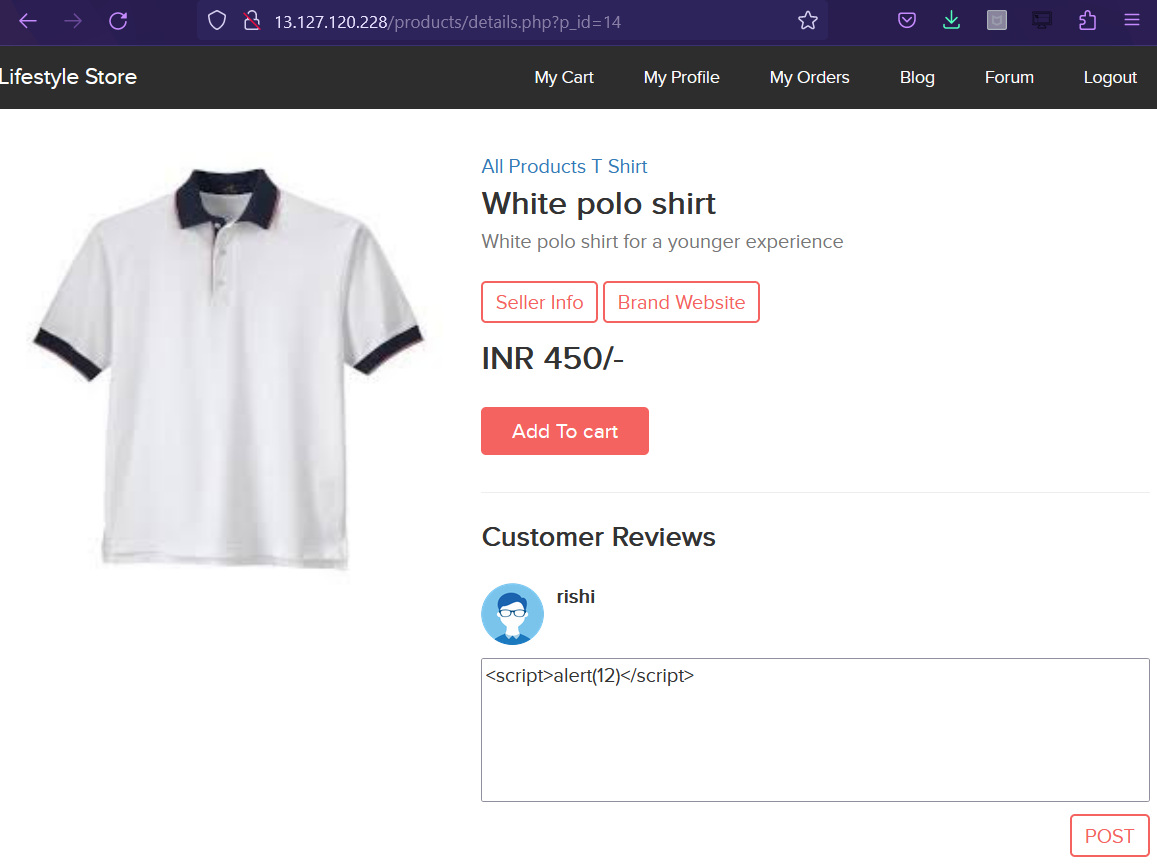 13.127.120.228/products/details.php?p_id=14
Lifestyle Store
My Cart
My Profile
My Orders
Blog
Forum
Logout
All Products T Shirt
White polo shirt
White polo shirt for a younger experience
Seller Info
Brand Website
INR 450/-
Add To cart
Customer Reviews
rishi
<script>alert(12)</script>
POST